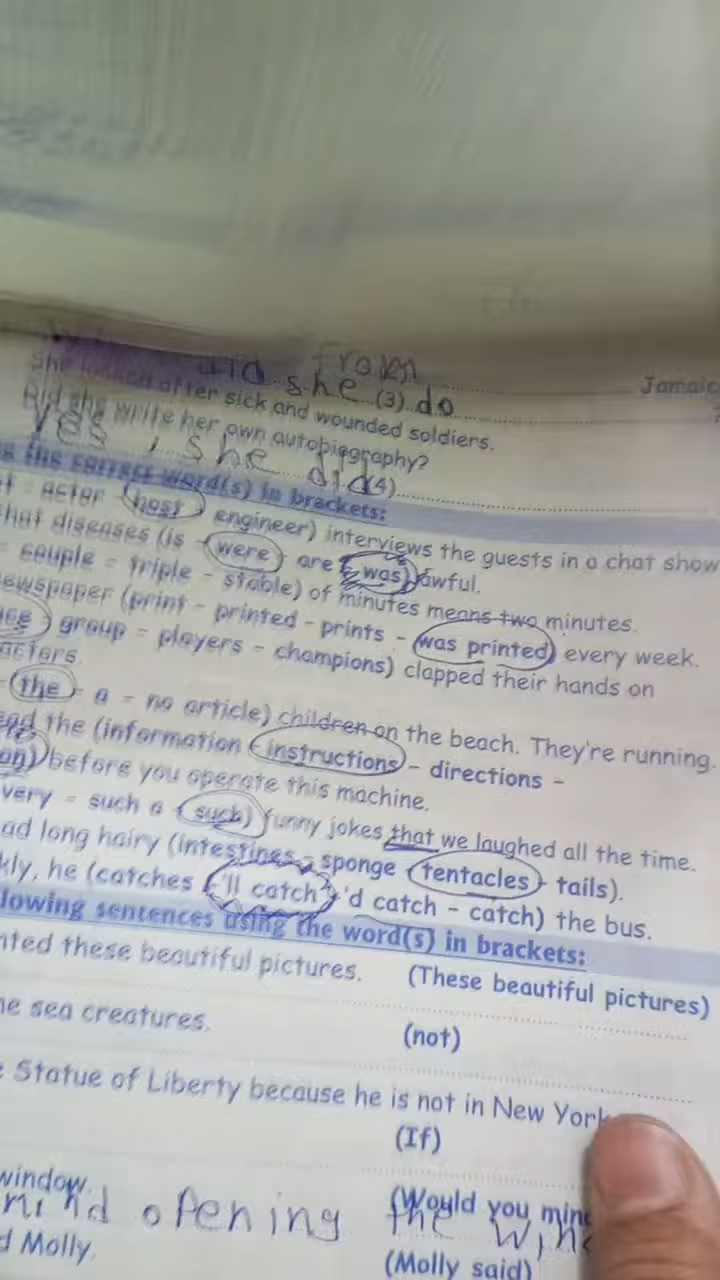 from
did she (3) do
Jamaic
She looked after sick and wounded soldiers.
Did she write her own autobiography?
Yes, she did (4)
the correct word(s) in brackets:
- actor - host - engineer) interviews the guests in a chat show
that diseases (is - were - are - was) awful.
- couple - triple - stable) of minutes means two minutes.
ewspaper (print - printed - prints - was printed) every week.
group - players - champions) clapped their hands on
actors.
- the - a - no article) children on the beach. They're running.
the (information - instructions - directions -
on) before you operate this machine.
very - such a - such) funny jokes that we laughed all the time.
ad long hairy (intestines - sponge - tentacles - tails).
kly, he (catches - 'll catch - 'd catch - catch) the bus.
lowing sentences using the word(s) in brackets:
nted these beautiful pictures. (These beautiful pictures)
e sea creatures. (not)
Statue of Liberty because he is not in New York
(If)
window. (Would you min
mind opening the win
d Molly. (Molly said)